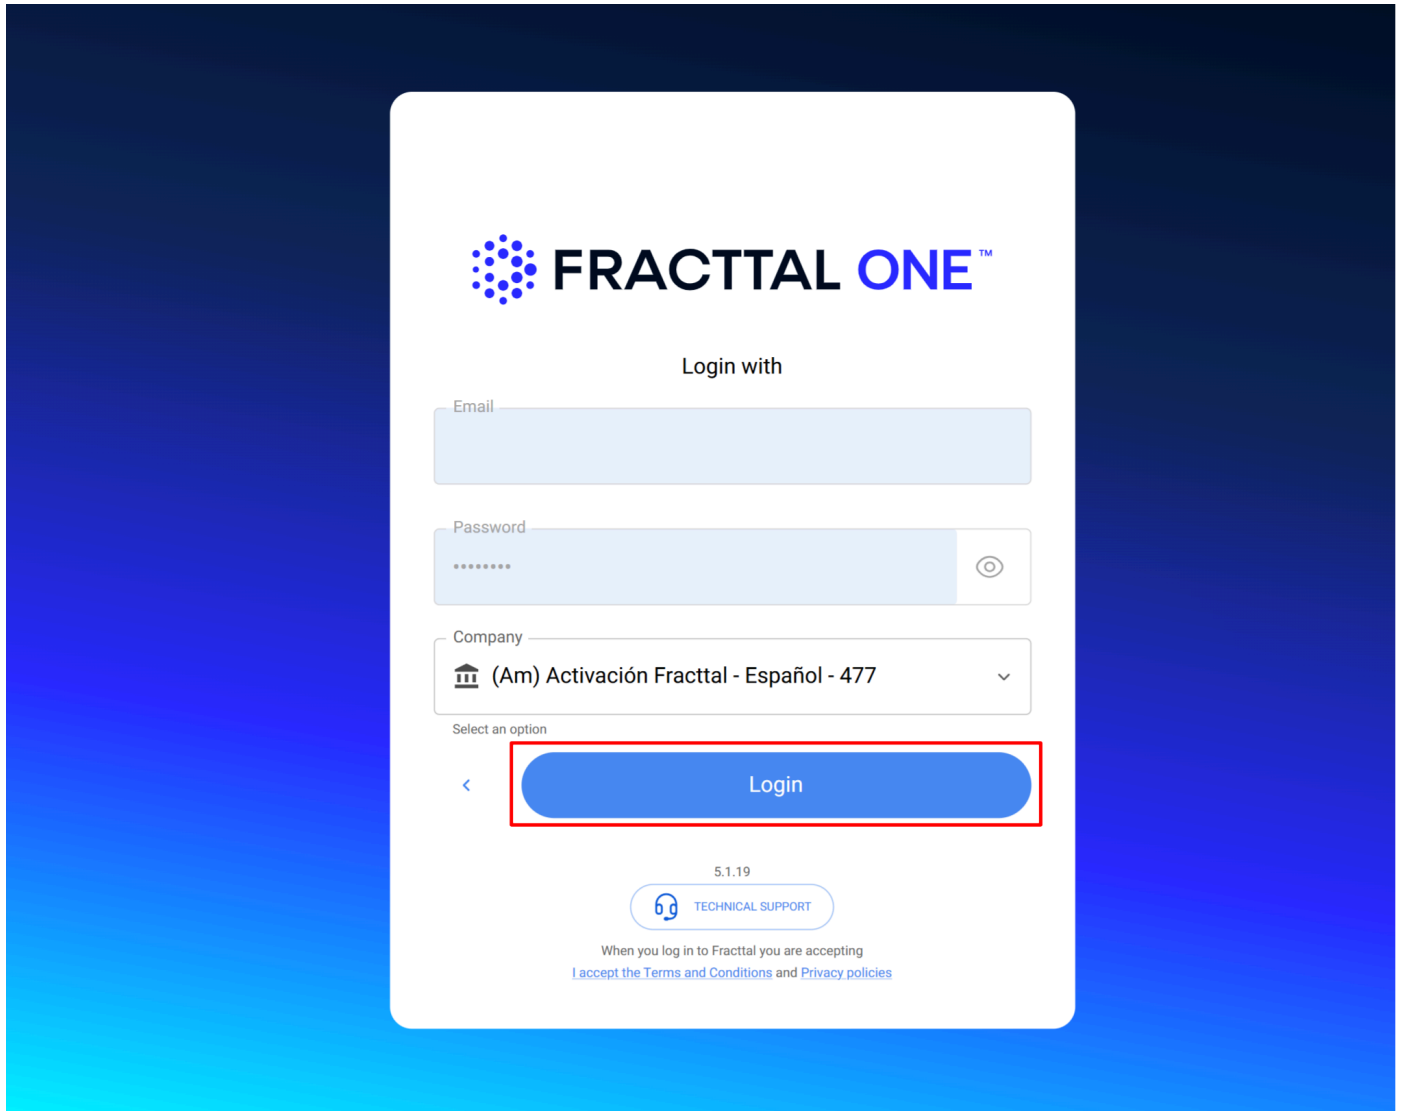 FRACTTAL ONE™
Login with
Email
Password
••••••••
Company
(Am) Activación Fracttal - Español - 477
Select an option
Login
5.1.19
TECHNICAL SUPPORT
When you log in to Fracttal you are accepting
I accept the Terms and Conditions and Privacy policies